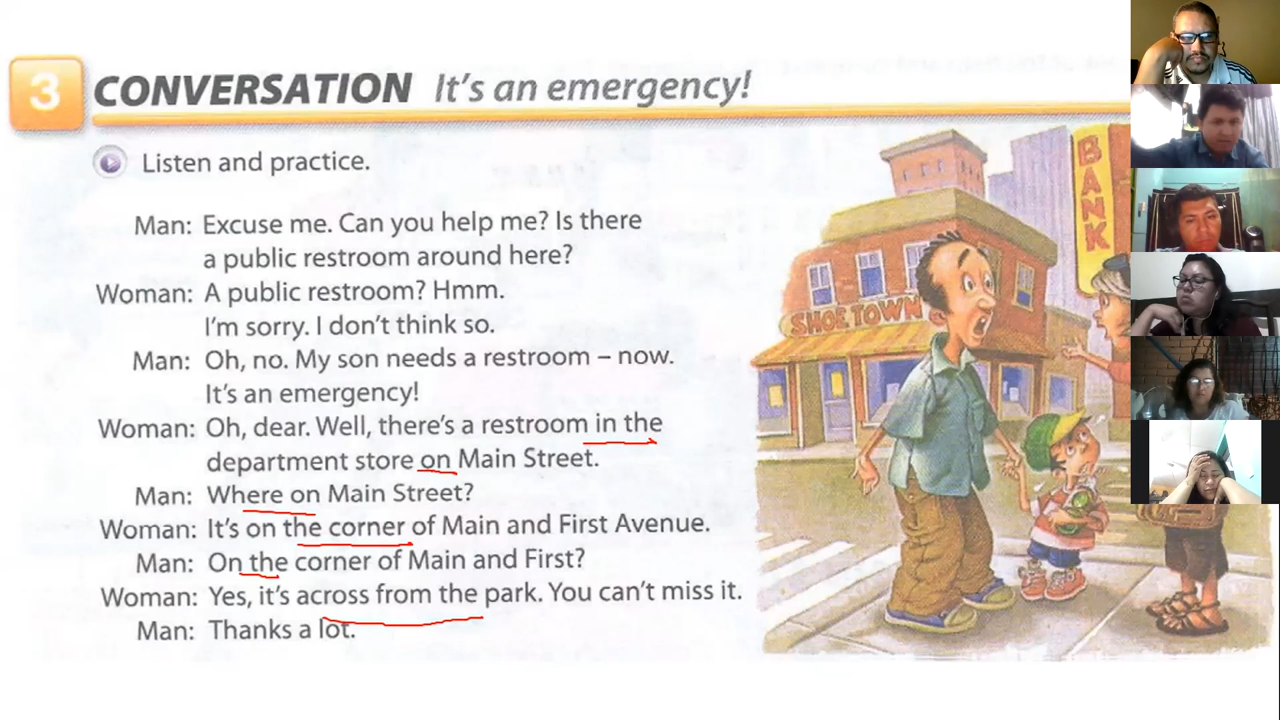 3 CONVERSATION It's an emergency!
Listen and practice.
Man: Excuse me. Can you help me? Is there
a public restroom around here?
Woman: A public restroom? Hmm.
I'm sorry. I don't think so.
Man: Oh, no. My son needs a restroom – now.
It's an emergency!
Woman: Oh, dear. Well, there's a restroom in the
department store on Main Street.
Man: Where on Main Street?
Woman: It's on the corner of Main and First Avenue.
Man: On the corner of Main and First?
Woman: Yes, it's across from the park. You can't miss it.
Man: Thanks a lot.
BANK
SHOE TOWN